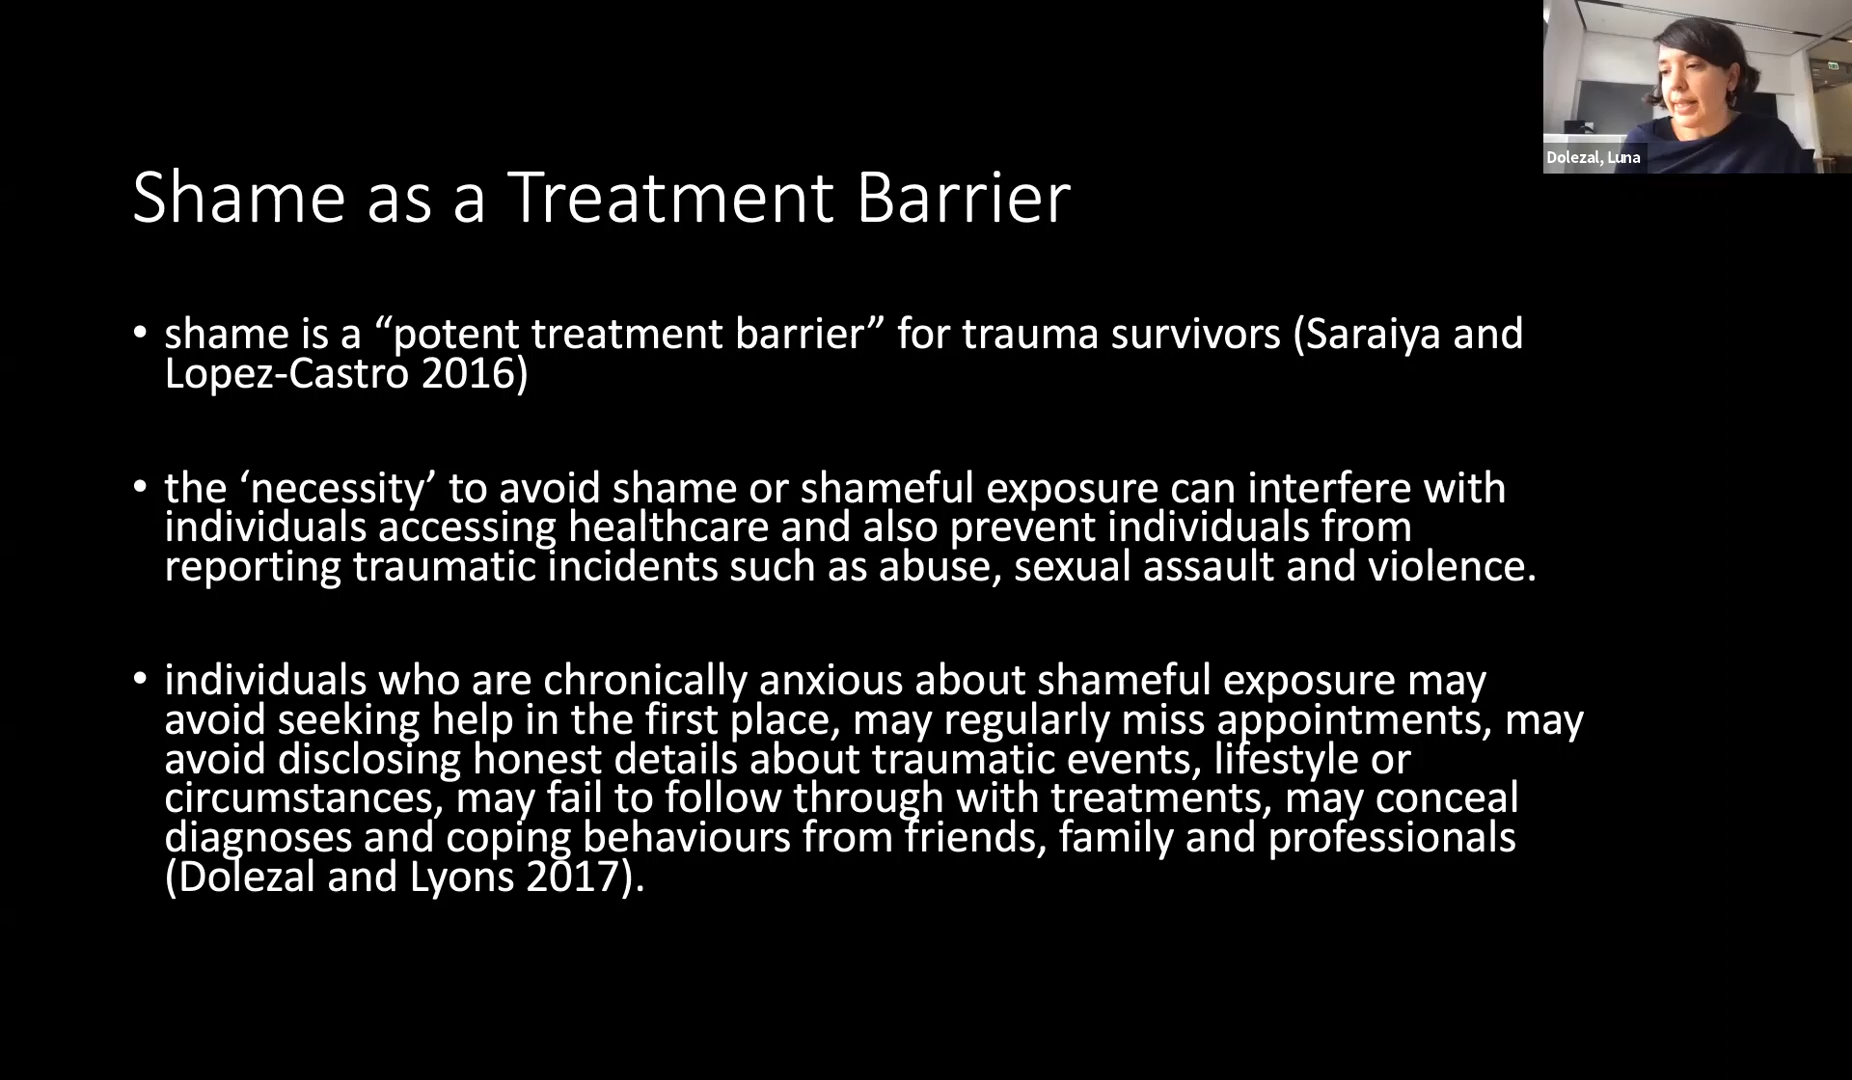 Dolezal, Luna
Shame as a Treatment Barrier
• shame is a “potent treatment barrier” for trauma survivors (Saraiya and
Lopez-Castro 2016)
• the ‘necessity’ to avoid shame or shameful exposure can interfere with
individuals accessing healthcare and also prevent individuals from
reporting traumatic incidents such as abuse, sexual assault and violence.
• individuals who are chronically anxious about shameful exposure may
avoid seeking help in the first place, may regularly miss appointments, may
avoid disclosing honest details about traumatic events, lifestyle or
circumstances, may fail to follow through with treatments, may conceal
diagnoses and coping behaviours from friends, family and professionals
(Dolezal and Lyons 2017).